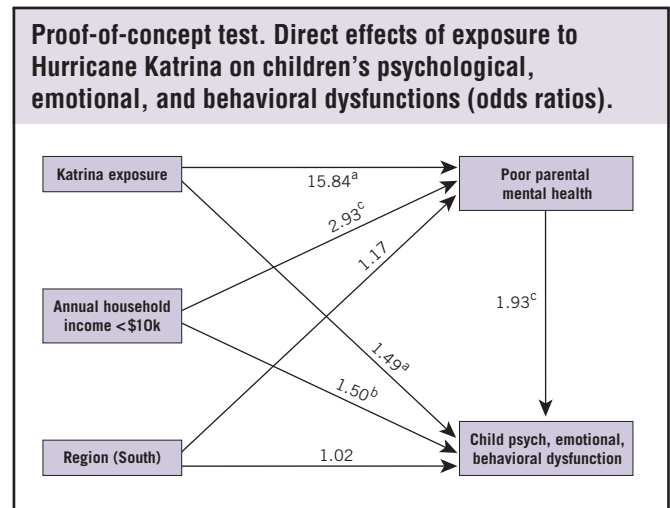 Proof-of-concept test. Direct effects of exposure to
Hurricane Katrina on children’s psychological,
emotional, and behavioral dysfunctions (odds ratios).
Katrina exposure
15.84ᵃ
Poor parental
mental health
2.93ᶜ
1.17
Annual household
income <$10k
1.93ᶜ
1.49ᵃ
1.50ᵇ
Region (South)
1.02
Child psych, emotional,
behavioral dysfunction